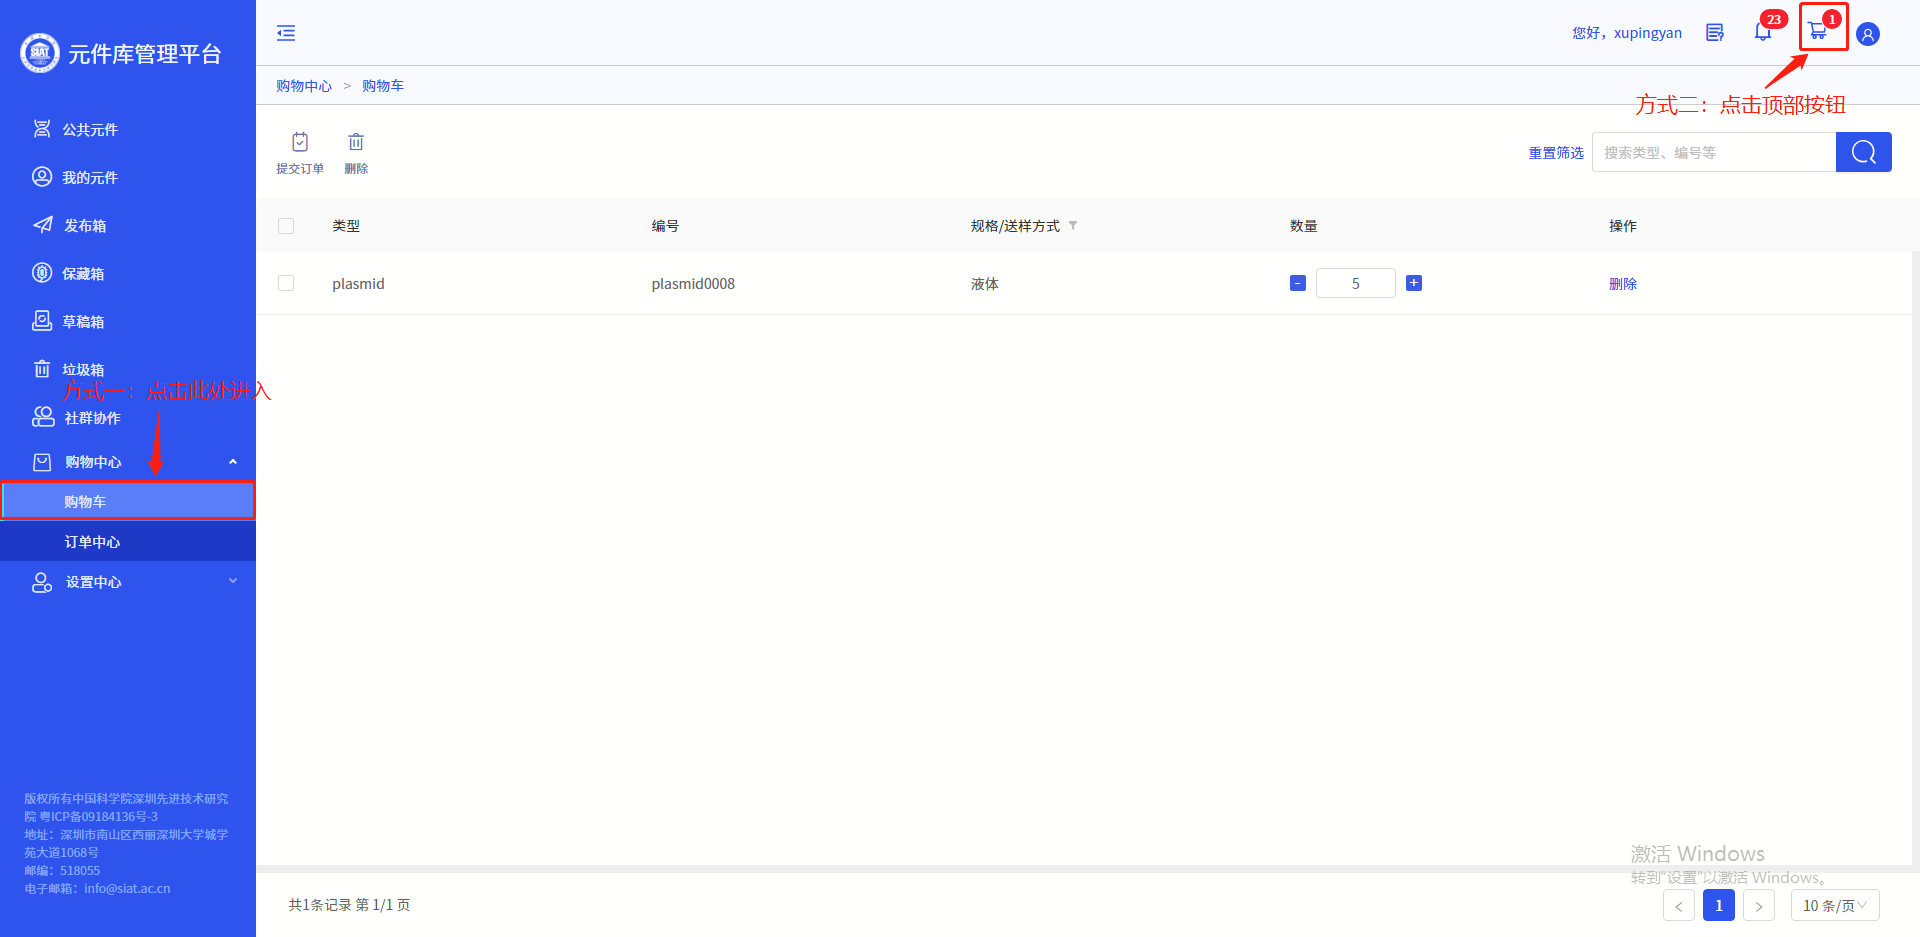 SIAT
元件库管理平台
公共元件
我的元件
发布箱
保藏箱
草稿箱
垃圾箱
方式一：点击此处进入
社群协作
购物中心
购物车
订单中心
设置中心
版权所有中国科学院深圳先进技术研究
院 粤ICP备09184136号-3
地址：深圳市南山区西丽深圳大学城学
苑大道1068号
邮编：518055
电子邮箱：info@siat.ac.cn
您好，xupingyan
23
1
购物中心 > 购物车
方式二：点击顶部按钮
提交订单 删除
重置筛选 搜索类型、编号等
类型 编号 规格/送样方式 数量 操作
plasmid plasmid0008 液体 - 5 + 删除
激活 Windows
转到"设置"以激活 Windows。
共1条记录 第 1/1 页
< 1 > 10 条/页